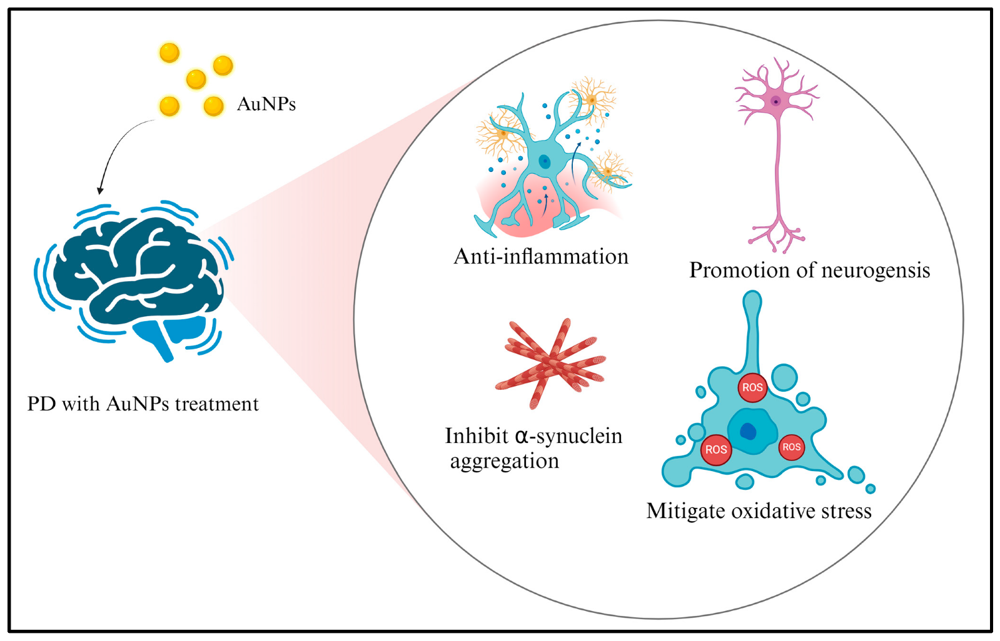 AuNPs
PD with AuNPs treatment
Anti-inflammation
Promotion of neurogensis
Inhibit α-synuclein
aggregation
ROS
ROS
ROS
Mitigate oxidative stress